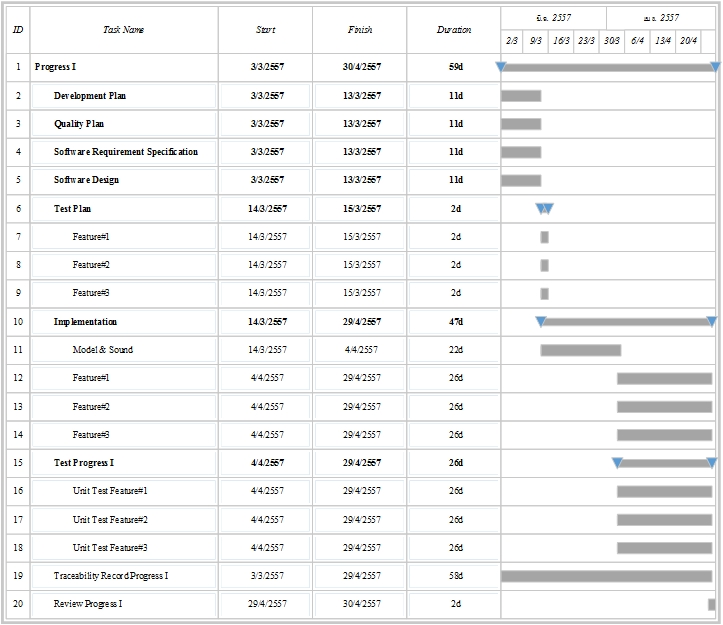 ID Task Name Start Finish Duration มี.ค. 2557 เม.ย. 2557
2/3 9/3 16/3 23/3 30/3 6/4 13/4 20/4
1 Progress I 3/3/2557 30/4/2557 59d
2 Development Plan 3/3/2557 13/3/2557 11d
3 Quality Plan 3/3/2557 13/3/2557 11d
4 Software Requirement Specification 3/3/2557 13/3/2557 11d
5 Software Design 3/3/2557 13/3/2557 11d
6 Test Plan 14/3/2557 15/3/2557 2d
7 Feature#1 14/3/2557 15/3/2557 2d
8 Feature#2 14/3/2557 15/3/2557 2d
9 Feature#3 14/3/2557 15/3/2557 2d
10 Implementation 14/3/2557 29/4/2557 47d
11 Model & Sound 14/3/2557 4/4/2557 22d
12 Feature#1 4/4/2557 29/4/2557 26d
13 Feature#2 4/4/2557 29/4/2557 26d
14 Feature#3 4/4/2557 29/4/2557 26d
15 Test Progress I 4/4/2557 29/4/2557 26d
16 Unit Test Feature#1 4/4/2557 29/4/2557 26d
17 Unit Test Feature#2 4/4/2557 29/4/2557 26d
18 Unit Test Feature#3 4/4/2557 29/4/2557 26d
19 Traceability Record Progress I 3/3/2557 29/4/2557 58d
20 Review Progress I 29/4/2557 30/4/2557 2d